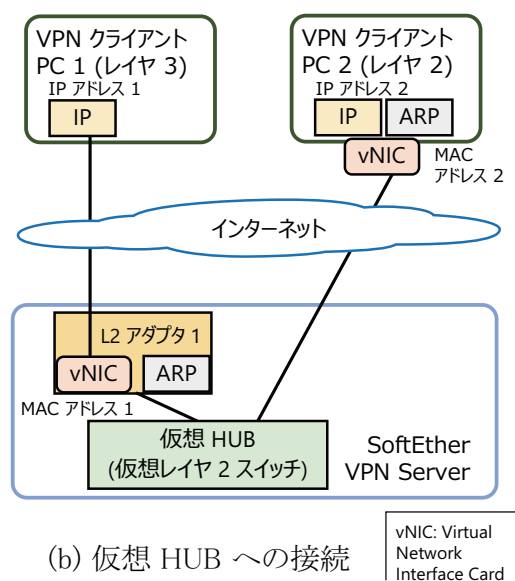 VPN クライアント
PC 1 (レイヤ 3)
IP アドレス 1
IP
VPN クライアント
PC 2 (レイヤ 2)
IP アドレス 2
IP
ARP
vNIC
MAC
アドレス 2
インターネット
L2 アダプタ 1
vNIC
ARP
MAC アドレス 1
仮想 HUB
(仮想レイヤ 2 スイッチ)
SoftEther
VPN Server
(b) 仮想 HUB への接続
vNIC: Virtual
Network
Interface Card